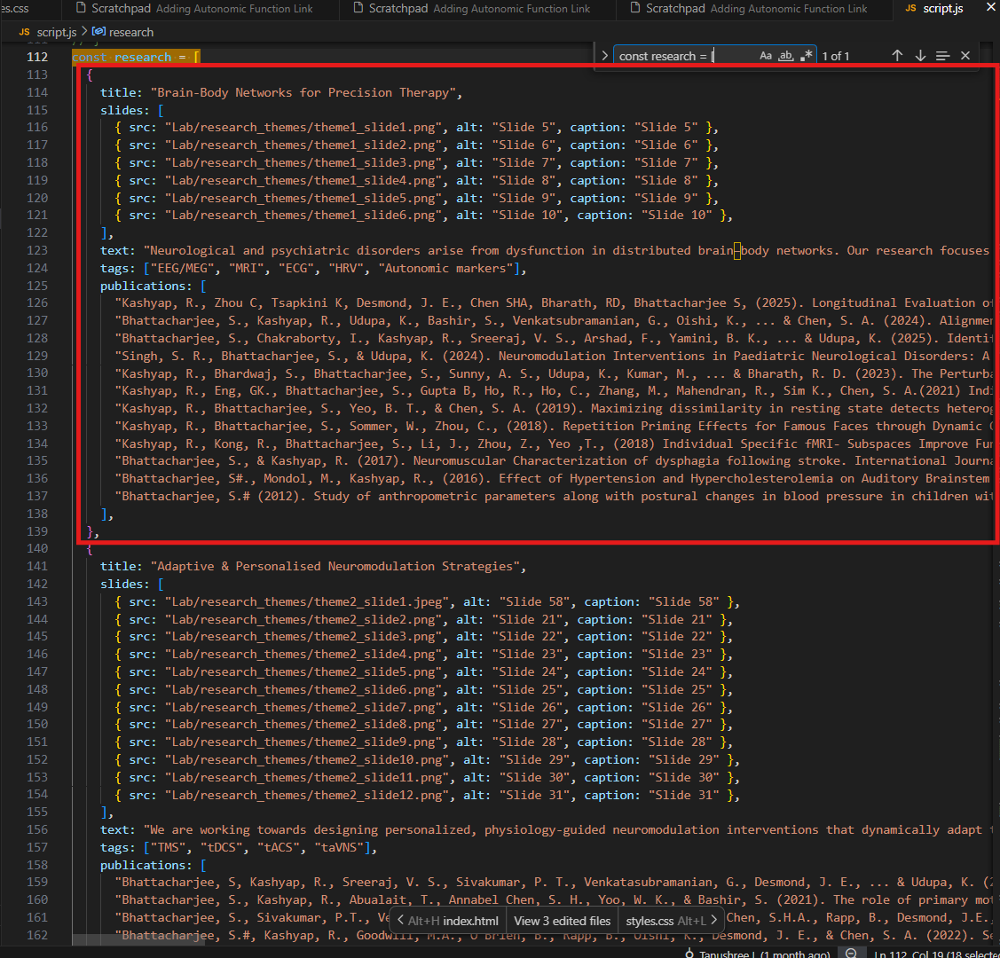 es.css
Scratchpad Adding Autonomic Function Link
Scratchpad Adding Autonomic Function Link
Scratchpad Adding Autonomic Function Link
JS script.js
JS script.js > research
const research = [
Aa ab .* 1 of 1
112 const research = [
113 {
114 title: "Brain-Body Networks for Precision Therapy",
115 slides: [
116 { src: "Lab/research_themes/theme1_slide1.png", alt: "Slide 5", caption: "Slide 5" },
117 { src: "Lab/research_themes/theme1_slide2.png", alt: "Slide 6", caption: "Slide 6" },
118 { src: "Lab/research_themes/theme1_slide3.png", alt: "Slide 7", caption: "Slide 7" },
119 { src: "Lab/research_themes/theme1_slide4.png", alt: "Slide 8", caption: "Slide 8" },
120 { src: "Lab/research_themes/theme1_slide5.png", alt: "Slide 9", caption: "Slide 9" },
121 { src: "Lab/research_themes/theme1_slide6.png", alt: "Slide 10", caption: "Slide 10" },
122 ],
123 text: "Neurological and psychiatric disorders arise from dysfunction in distributed brain–body networks. Our research focuses
124 tags: ["EEG/MEG", "MRI", "ECG", "HRV", "Autonomic markers"],
125 publications: [
126 "Kashyap, R., Zhou C, Tsapkini K, Desmond, J. E., Chen SHA, Bharath, RD, Bhattacharjee S, (2025). Longitudinal Evaluation of
127 "Bhattacharjee, S., Kashyap, R., Udupa, K., Bashir, S., Venkatsubramanian, G., Oishi, K., ... & Chen, S. A. (2024). Alignmen
128 "Bhattacharjee, S., Chakraborty, I., Kashyap, R., Sreeraj, V. S., Arshad, F., Yamini, B. K., ... & Udupa, K. (2025). Identif
129 "Singh, S. R., Bhattacharjee, S., & Udupa, K. (2024). Neuromodulation Interventions in Paediatric Neurological Disorders: A
130 "Kashyap, R., Bhardwaj, S., Bhattacharjee, S., Sunny, A. S., Udupa, K., Kumar, M., ... & Bharath, R. D. (2023). The Perturba
131 "Kashyap, R., Eng, GK., Bhattacharjee, S., Gupta B, Ho, R., Ho, C., Zhang, M., Mahendran, R., Sim K., Chen, S. A.(2021) Indi
132 "Kashyap, R., Bhattacharjee, S., Yeo, B. T., & Chen, S. A. (2019). Maximizing dissimilarity in resting state detects heterog
133 "Kashyap, R., Bhattacharjee, S., Sommer, W., Zhou, C., (2018). Repetition Priming Effects for Famous Faces through Dynamic C
134 "Kashyap, R., Kong, R., Bhattacharjee, S., Li, J., Zhou, Z., Yeo ,T., (2018) Individual Specific fMRI- Subspaces Improve Fun
135 "Bhattacharjee, S., & Kashyap, R. (2017). Neuromuscular Characterization of dysphagia following stroke. International Journa
136 "Bhattacharjee, S#., Mondol, M., Kashyap, R., (2016). Effect of Hypertension and Hypercholesterolemia on Auditory Brainstem
137 "Bhattacharjee, S.# (2012). Study of anthropometric parameters along with postural changes in blood pressure in children wit
138 ],
139 },
140 {
141 title: "Adaptive & Personalised Neuromodulation Strategies",
142 slides: [
143 { src: "Lab/research_themes/theme2_slide1.jpeg", alt: "Slide 58", caption: "Slide 58" },
144 { src: "Lab/research_themes/theme2_slide2.png", alt: "Slide 21", caption: "Slide 21" },
145 { src: "Lab/research_themes/theme2_slide3.png", alt: "Slide 22", caption: "Slide 22" },
146 { src: "Lab/research_themes/theme2_slide4.png", alt: "Slide 23", caption: "Slide 23" },
147 { src: "Lab/research_themes/theme2_slide5.png", alt: "Slide 24", caption: "Slide 24" },
148 { src: "Lab/research_themes/theme2_slide6.png", alt: "Slide 25", caption: "Slide 25" },
149 { src: "Lab/research_themes/theme2_slide7.png", alt: "Slide 26", caption: "Slide 26" },
150 { src: "Lab/research_themes/theme2_slide8.png", alt: "Slide 27", caption: "Slide 27" },
151 { src: "Lab/research_themes/theme2_slide9.png", alt: "Slide 28", caption: "Slide 28" },
152 { src: "Lab/research_themes/theme2_slide10.png", alt: "Slide 29", caption: "Slide 29" },
153 { src: "Lab/research_themes/theme2_slide11.png", alt: "Slide 30", caption: "Slide 30" },
154 { src: "Lab/research_themes/theme2_slide12.png", alt: "Slide 31", caption: "Slide 31" },
155 ],
156 text: "We are working towards designing personalized, physiology-guided neuromodulation interventions that dynamically adapt t
157 tags: ["TMS", "tDCS", "tACS", "taVNS"],
158 publications: [
159 "Bhattacharjee, S, Kashyap, R., Sreeraj, V. S., Sivakumar, P. T., Venkatasubramanian, G., Desmond, J. E., ... & Udupa, K. (2
160 "Bhattacharjee, S., Kashyap, R., Abualait, T., Annabel Chen, S. H., Yoo, W. K., & Bashir, S. (2021). The role of primary mot
161 "Bhattacharjee, S., Sivakumar, P.T., Ve Chen, S.H.A., Rapp, B., Desmond, J.E.,
162 "Bhattacharjee, S.#, Kashyap, R., Goodwill, M.A., O'Brien, B., Rapp, B., Oishi, K., Desmond, J. E., & Chen, S. A. (2022). Se
Alt+H index.html
View 3 edited files
styles.css Alt+L
Tanushree L (1 month ago) Ln 112, Col 19 (18 selected